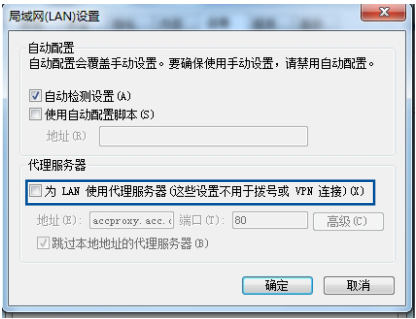 局域网(LAN)设置
自动配置
自动配置会覆盖手动设置。要确保使用手动设置，请禁用自动配置。
自动检测设置(A)
使用自动配置脚本(S)
地址(R)
代理服务器
为 LAN 使用代理服务器(这些设置不用于拨号或 VPN 连接)(X)
地址(E): accproxy.acc. 端口(T): 80 高级(C)
跳过本地地址的代理服务器(B)
确定 取消